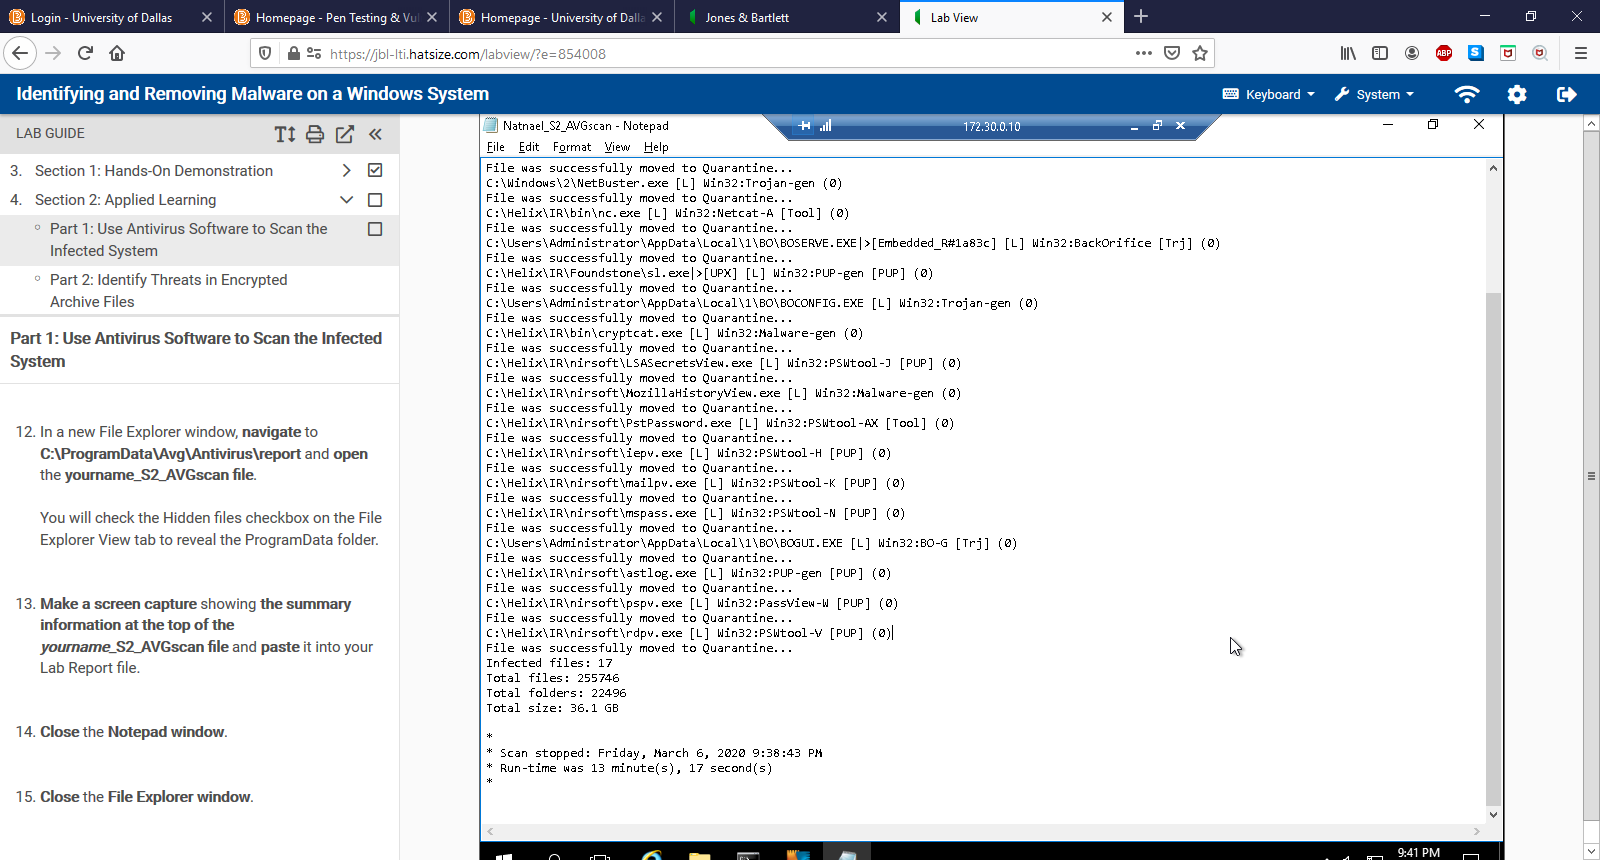 Login - University of Dallas
Homepage - Pen Testing & Vul
Homepage - University of Dalla
Jones & Bartlett
Lab View
https://jbl-lti.hatsize.com/labview/?e=854008
ABP
S
Identifying and Removing Malware on a Windows System
Keyboard
System
LAB GUIDE
3. Section 1: Hands-On Demonstration
4. Section 2: Applied Learning
Part 1: Use Antivirus Software to Scan the
Infected System
Part 2: Identify Threats in Encrypted
Archive Files
Part 1: Use Antivirus Software to Scan the Infected
System
12. In a new File Explorer window, navigate to
C:\ProgramData\Avg\Antivirus\report and open
the yourname_S2_AVGscan file.
You will check the Hidden files checkbox on the File
Explorer View tab to reveal the ProgramData folder.
13. Make a screen capture showing the summary
information at the top of the
yourname_S2_AVGscan file and paste it into your
Lab Report file.
14. Close the Notepad window.
15. Close the File Explorer window.
Natnael_S2_AVGscan - Notepad
172.30.0.10
File Edit Format View Help
File was successfully moved to Quarantine...
C:\Windows\2\NetBuster.exe [L] Win32:Trojan-gen (0)
File was successfully moved to Quarantine...
C:\Helix\IR\bin\nc.exe [L] Win32:Netcat-A [Tool] (0)
File was successfully moved to Quarantine...
C:\Users\Administrator\AppData\Local\1\BO\BOSERVE.EXE|>[Embedded_R#1a83c] [L] Win32:BackOrifice [Trj] (0)
File was successfully moved to Quarantine...
C:\Helix\IR\Foundstone\sl.exe|>[UPX] [L] Win32:PUP-gen [PUP] (0)
File was successfully moved to Quarantine...
C:\Users\Administrator\AppData\Local\1\BO\BOCONFIG.EXE [L] Win32:Trojan-gen (0)
File was successfully moved to Quarantine...
C:\Helix\IR\bin\cryptcat.exe [L] Win32:Malware-gen (0)
File was successfully moved to Quarantine...
C:\Helix\IR\nirsoft\LSASecretsView.exe [L] Win32:PSWtool-J [PUP] (0)
File was successfully moved to Quarantine...
C:\Helix\IR\nirsoft\MozillaHistoryView.exe [L] Win32:Malware-gen (0)
File was successfully moved to Quarantine...
C:\Helix\IR\nirsoft\PstPassword.exe [L] Win32:PSWtool-AX [Tool] (0)
File was successfully moved to Quarantine...
C:\Helix\IR\nirsoft\iepv.exe [L] Win32:PSWtool-H [PUP] (0)
File was successfully moved to Quarantine...
C:\Helix\IR\nirsoft\mailpv.exe [L] Win32:PSWtool-K [PUP] (0)
File was successfully moved to Quarantine...
C:\Helix\IR\nirsoft\mspass.exe [L] Win32:PSWtool-N [PUP] (0)
File was successfully moved to Quarantine...
C:\Users\Administrator\AppData\Local\1\BO\BOGUI.EXE [L] Win32:BO-G [Trj] (0)
File was successfully moved to Quarantine...
C:\Helix\IR\nirsoft\astlog.exe [L] Win32:PUP-gen [PUP] (0)
File was successfully moved to Quarantine...
C:\Helix\IR\nirsoft\pspv.exe [L] Win32:PassView-W [PUP] (0)
File was successfully moved to Quarantine...
C:\Helix\IR\nirsoft\rdpv.exe [L] Win32:PSWtool-V [PUP] (0)
File was successfully moved to Quarantine...
Infected files: 17
Total files: 255746
Total folders: 22496
Total size: 36.1 GB
*
* Scan stopped: Friday, March 6, 2020 9:38:43 PM
* Run-time was 13 minute(s), 17 second(s)
*
9:41 PM